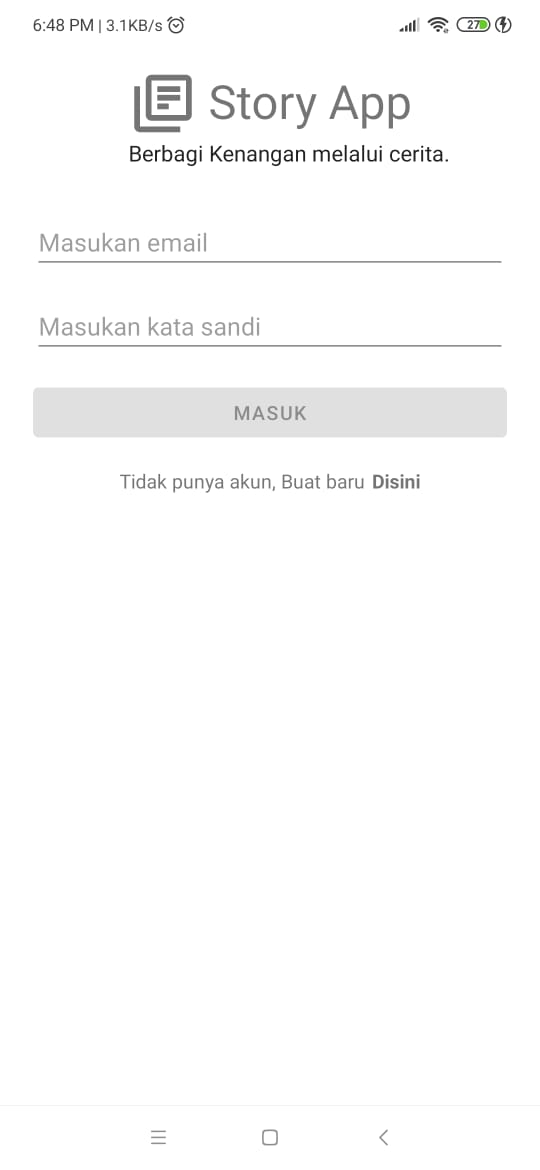 6:48 PM | 3.1KB/s
27
Story App
Berbagi Kenangan melalui cerita.
Masukan email
Masukan kata sandi
MASUK
Tidak punya akun, Buat baru Disini